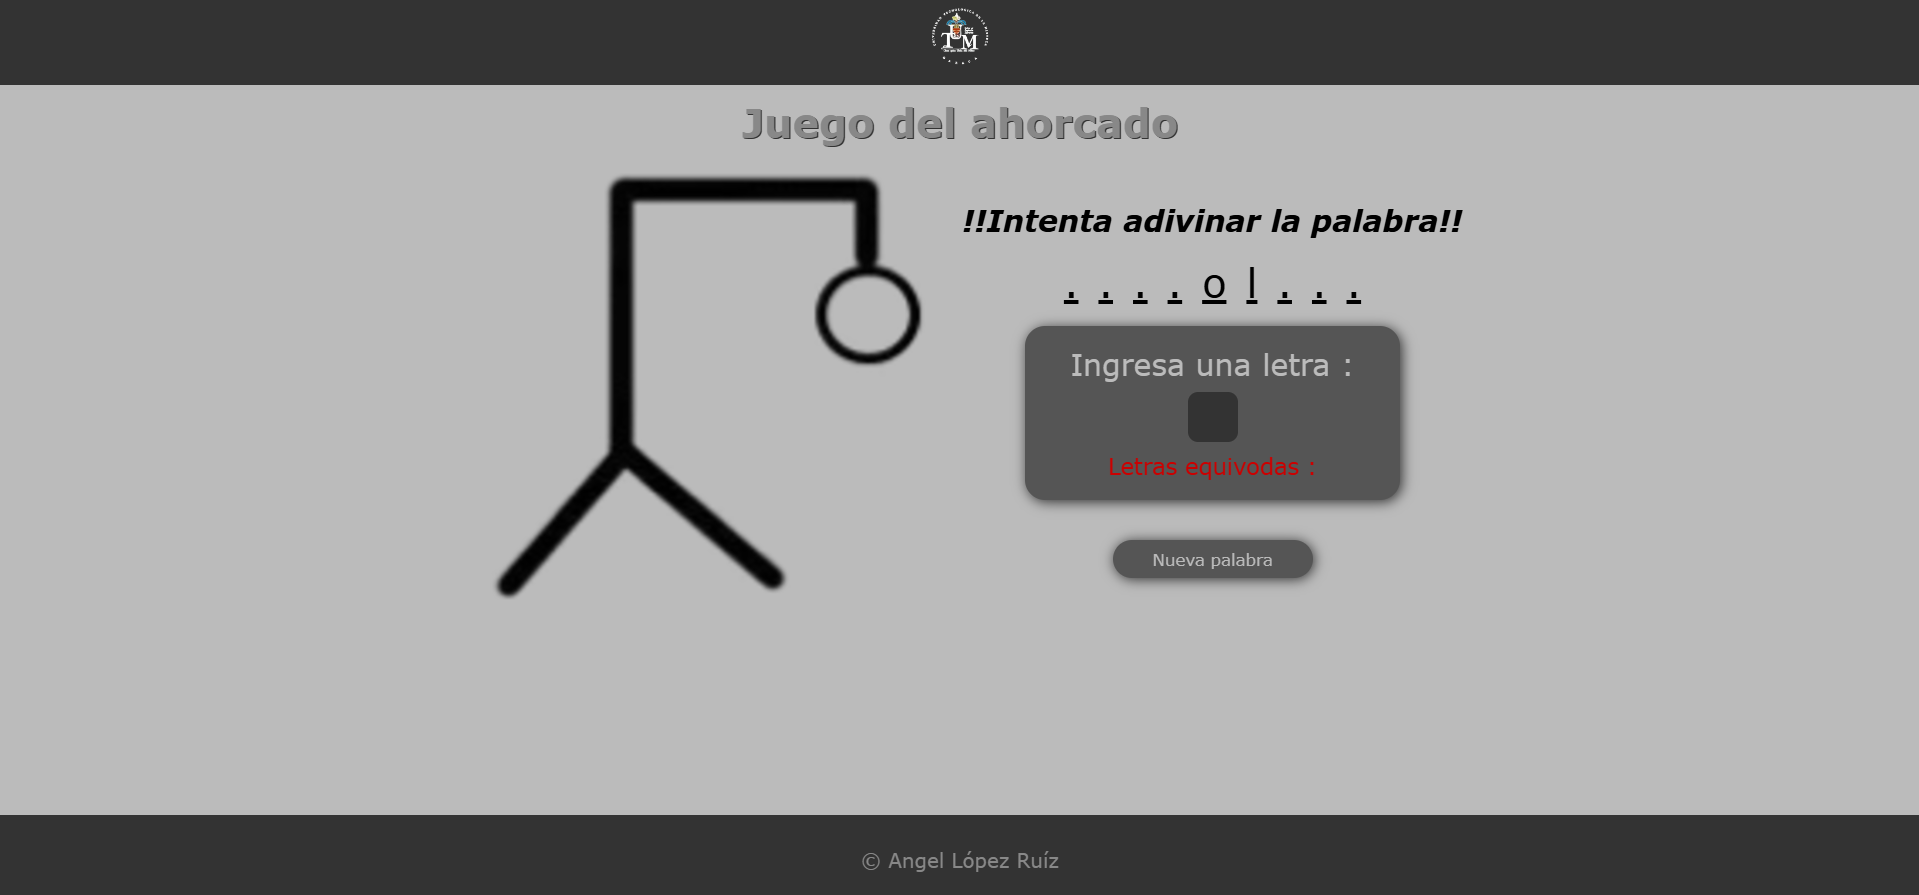 Juego del ahorcado
!!Intenta adivinar la palabra!!
. . . . o l . . .
Ingresa una letra :
Letras equivodas :
Nueva palabra
© Angel López Ruíz